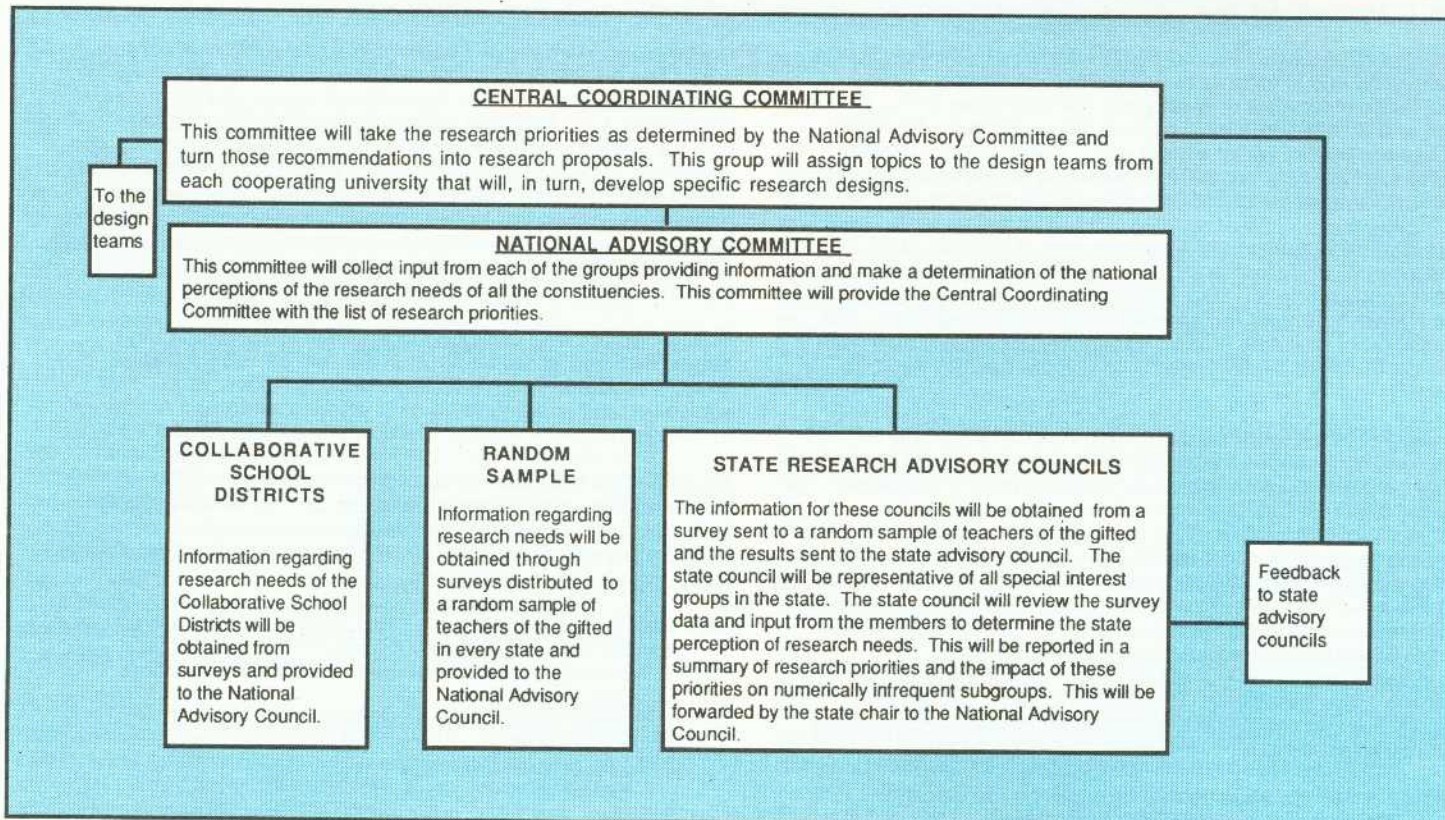 CENTRAL COORDINATING COMMITTEE
This committee will take the research priorities as determined by the National Advisory Committee and
turn those recommendations into research proposals. This group will assign topics to the design teams from
each cooperating university that will, in turn, develop specific research designs.
To the
design
teams
NATIONAL ADVISORY COMMITTEE
This committee will collect input from each of the groups providing information and make a determination of the national
perceptions of the research needs of all the constituencies. This committee will provide the Central Coordinating
Committee with the list of research priorities.
COLLABORATIVE
SCHOOL
DISTRICTS
Information regarding
research needs of the
Collaborative School
Districts will be
obtained from
surveys and provided
to the National
Advisory Council.
RANDOM
SAMPLE
Information regarding
research needs will be
obtained through
surveys distributed to
a random sample of
teachers of the gifted
in every state and
provided to the
National Advisory
Council.
STATE RESEARCH ADVISORY COUNCILS
The information for these councils will be obtained from a
survey sent to a random sample of teachers of the gifted
and the results sent to the state advisory council. The
state council will be representative of all special interest
groups in the state. The state council will review the survey
data and input from the members to determine the state
perception of research needs. This will be reported in a
summary of research priorities and the impact of these
priorities on numerically infrequent subgroups. This will be
forwarded by the state chair to the National Advisory
Council.
Feedback
to state
advisory
councils